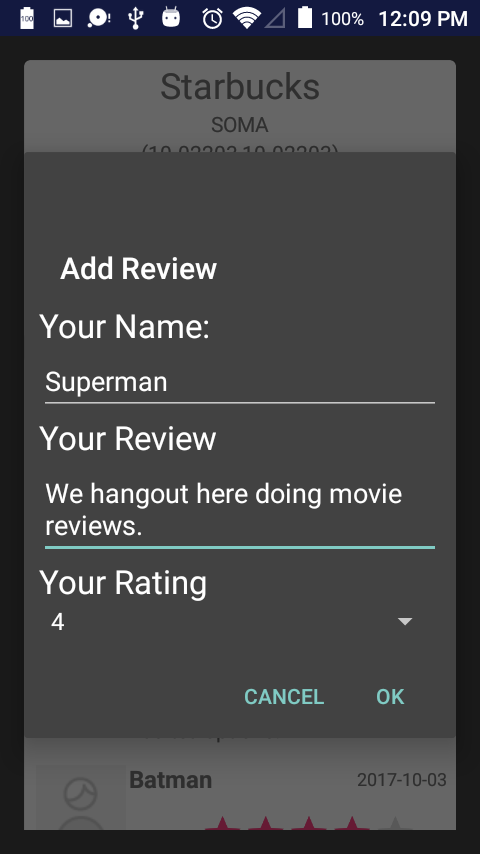 100% 12:09 PM
Starbucks
SOMA
Add Review
Your Name:
Superman
Your Review
We hangout here doing movie
reviews.
Your Rating
4
CANCEL OK
Batman 2017-10-03